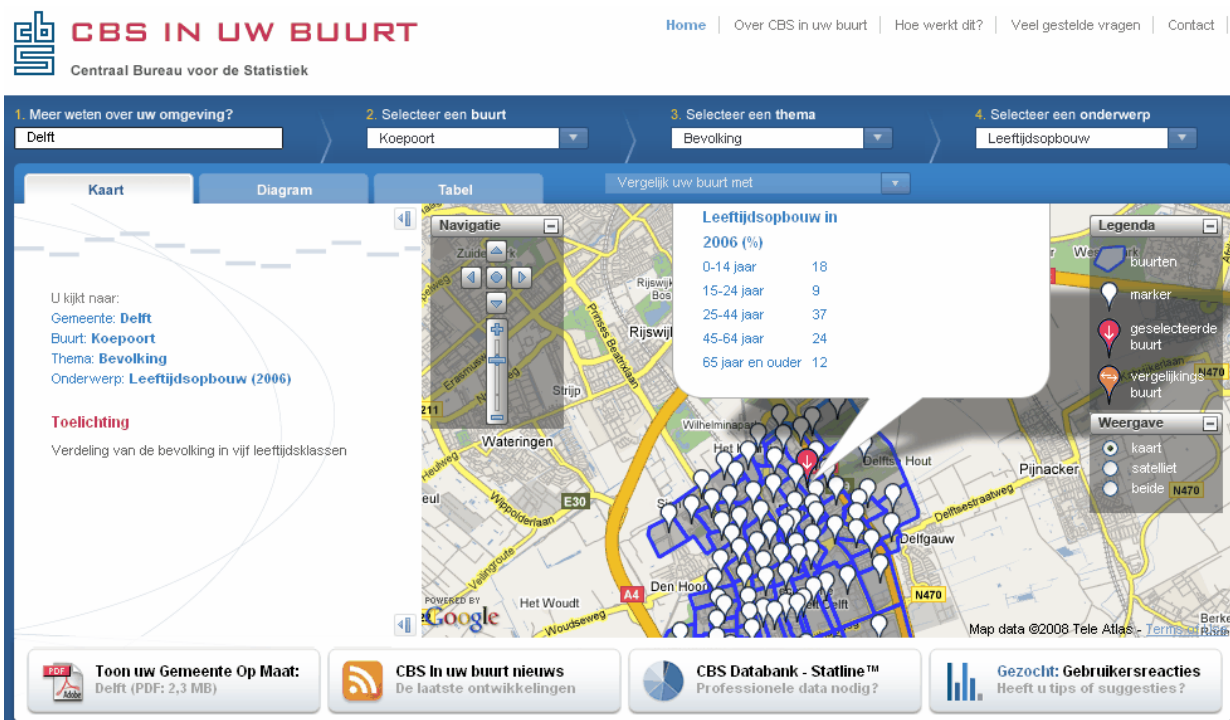 cbs
CBS IN UW BUURT
Centraal Bureau voor de Statistiek
Home | Over CBS in uw buurt | Hoe werkt dit? | Veel gestelde vragen | Contact |
1. Meer weten over uw omgeving?
Delft
2. Selecteer een buurt
Koepoort
3. Selecteer een thema
Bevolking
4. Selecteer een onderwerp
Leeftijdsopbouw
Kaart
Diagram
Tabel
Vergelijk uw buurt met
U kijkt naar:
Gemeente: Delft
Buurt: Koepoort
Thema: Bevolking
Onderwerp: Leeftijdsopbouw (2006)
Toelichting
Verdeling van de bevolking in vijf leeftijdsklassen
Navigatie
Leeftijdsopbouw in
2006 (%)
0-14 jaar 18
15-24 jaar 9
25-44 jaar 37
45-64 jaar 24
65 jaar en ouder 12
Legenda
buurten
marker
geselecteerde
buurt
vergelijkings
buurt
N470
Weergave
kaart
satelliet
beide
N470
Rijswijk
Bos
Prinses Beatrixlaan
Strijp
211
Wateringen
Heulweg
E30
Wippolderlaan
Veilingroute
Delftse Hout
Pijnacker
Delftsestraatweg
Delfgauw
Den Hoor
A4
N470
Het Woudt
Woudseweg
POWERED BY
Google
Map data ©2008 Tele Atlas - Terms of Use
Toon uw Gemeente Op Maat:
Delft (PDF: 2,3 MB)
PDF
Adobe
CBS In uw buurt nieuws
De laatste ontwikkelingen
CBS Databank - Statline™
Professionele data nodig?
Gezocht: Gebruikersreacties
Heeft u tips of suggesties?